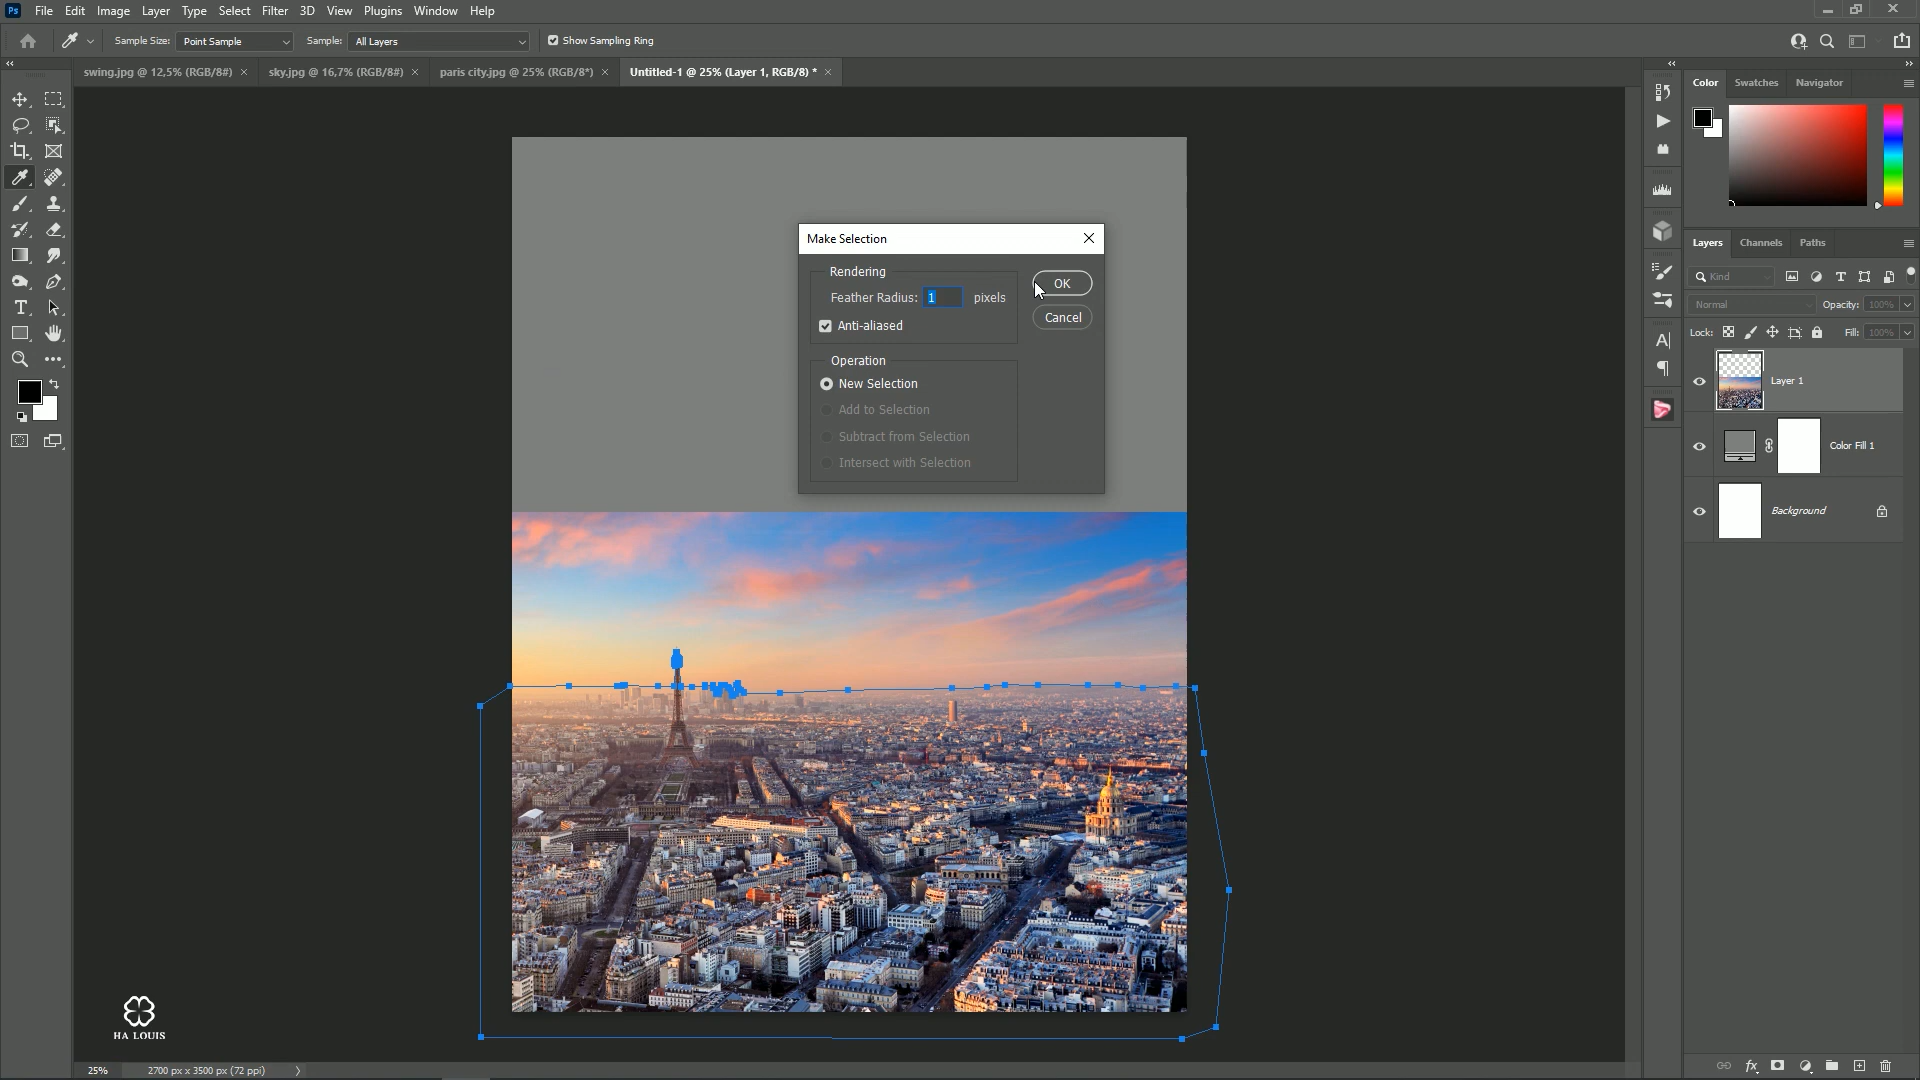 Ps File Edit Image Layer Type Select Filter 3D View Plugins Window Help
Sample Size: Point Sample Sample: All Layers Show Sampling Ring
swing.jpg @ 12,5% (RGB/8#) × sky.jpg @ 16,7% (RGB/8#) × paris city.jpg @ 25% (RGB/8*) × Untitled-1 @ 25% (Layer 1, RGB/8) * ×
Color Swatches Navigator
Make Selection
Rendering
Feather Radius: 1 pixels
Anti-aliased
OK
Cancel
Operation
New Selection
Add to Selection
Subtract from Selection
Intersect with Selection
Layers Channels Paths
Kind
Normal Opacity: 100%
Lock: Fill: 100%
Layer 1
Color Fill 1
Background
HA LOUIS
25% 2700 px x 3500 px (72 ppi)